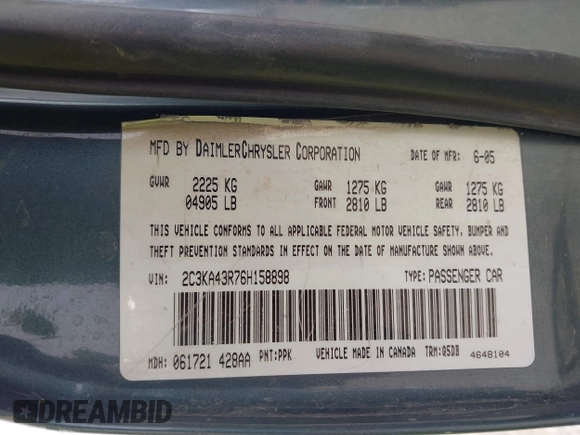 MFD BY DAIMLERCHRYSLER CORPORATION DATE OF MFR: 6-05
GVWR 2225 KG GAWR 1275 KG GAWR 1275 KG
04905 LB FRONT 2810 LB REAR 2810 LB
THIS VEHICLE CONFORMS TO ALL APPLICABLE FEDERAL MOTOR VEHICLE SAFETY, BUMPER AND
THEFT PREVENTION STANDARDS IN EFFECT ON THE DATE OF MANUFACTURE SHOWN ABOVE.
VIN: 2C3KA43R76H158898 TYPE: PASSENGER CAR
MDH: 061721 428AA PNT:PPK VEHICLE MADE IN CANADA TRM:Q5DB 4648104
DREAMBID